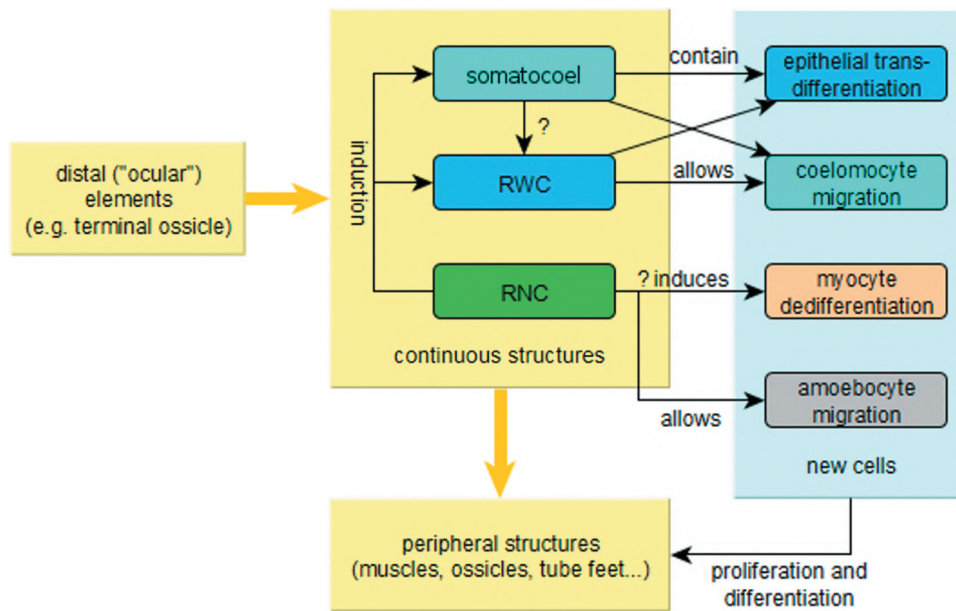 distal ("ocular")
elements
(e.g. terminal ossicle)
induction
somatocoel
?
RWC
RNC
continuous structures
contain
allows
? induces
allows
epithelial trans-
differentiation
coelomocyte
migration
myocyte
dedifferentiation
amoebocyte
migration
new cells
peripheral structures
(muscles, ossicles, tube feet...)
proliferation and
differentiation